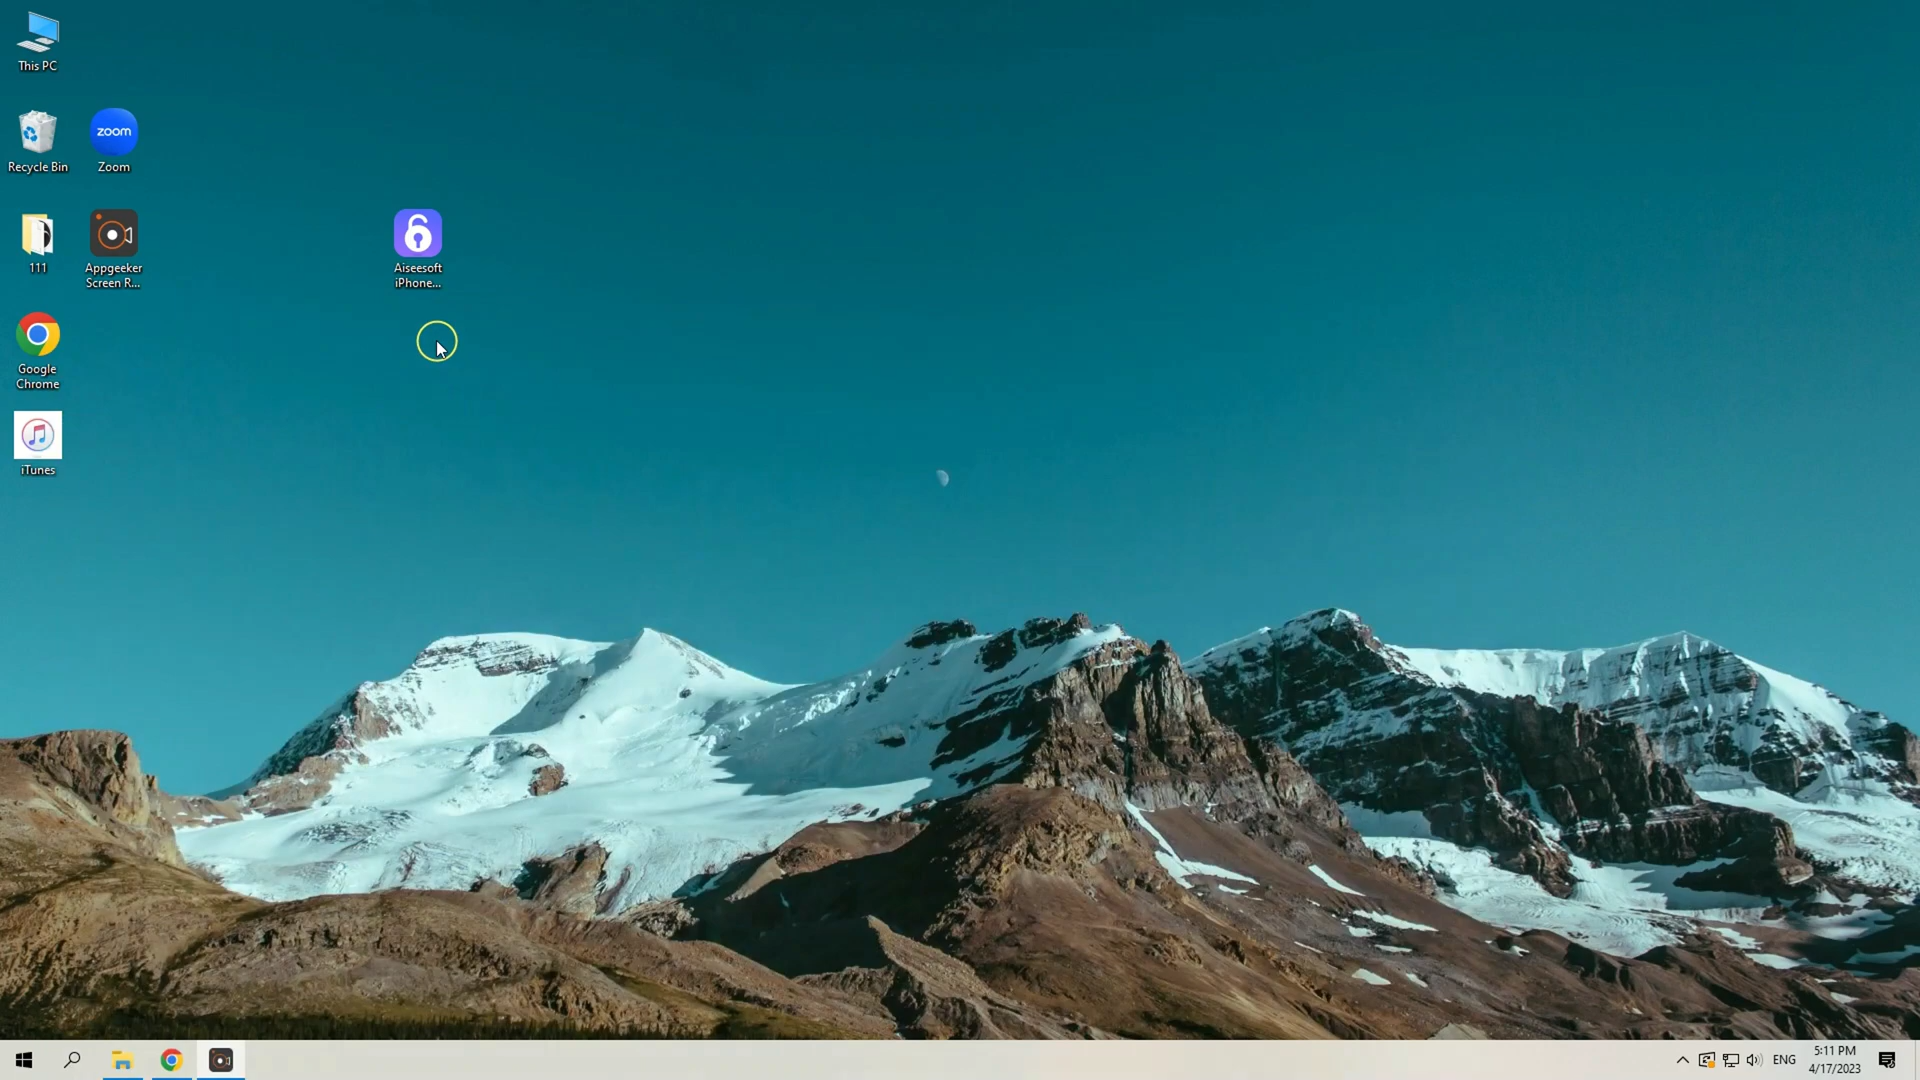 This PC
Recycle Bin
zoom
Zoom
111
Appgeeker
Screen R...
Aiseesoft
iPhone...
Google
Chrome
iTunes
ENG
5:11 PM
4/17/2023